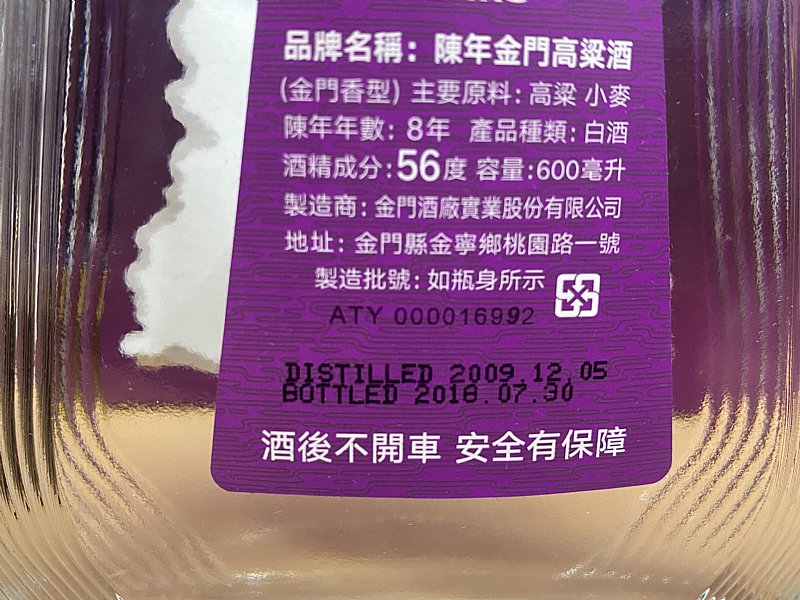 品牌名稱：陳年金門高粱酒
(金門香型) 主要原料：高粱 小麥
陳年年數：8年 產品種類：白酒
酒精成分：56度 容量：600毫升
製造商：金門酒廠實業股份有限公司
地址：金門縣金寧鄉桃園路一號
製造批號：如瓶身所示
ATY 000016992
DISTILLED 2009.12.05
BOTTLED 2018.07.30
酒後不開車 安全有保障